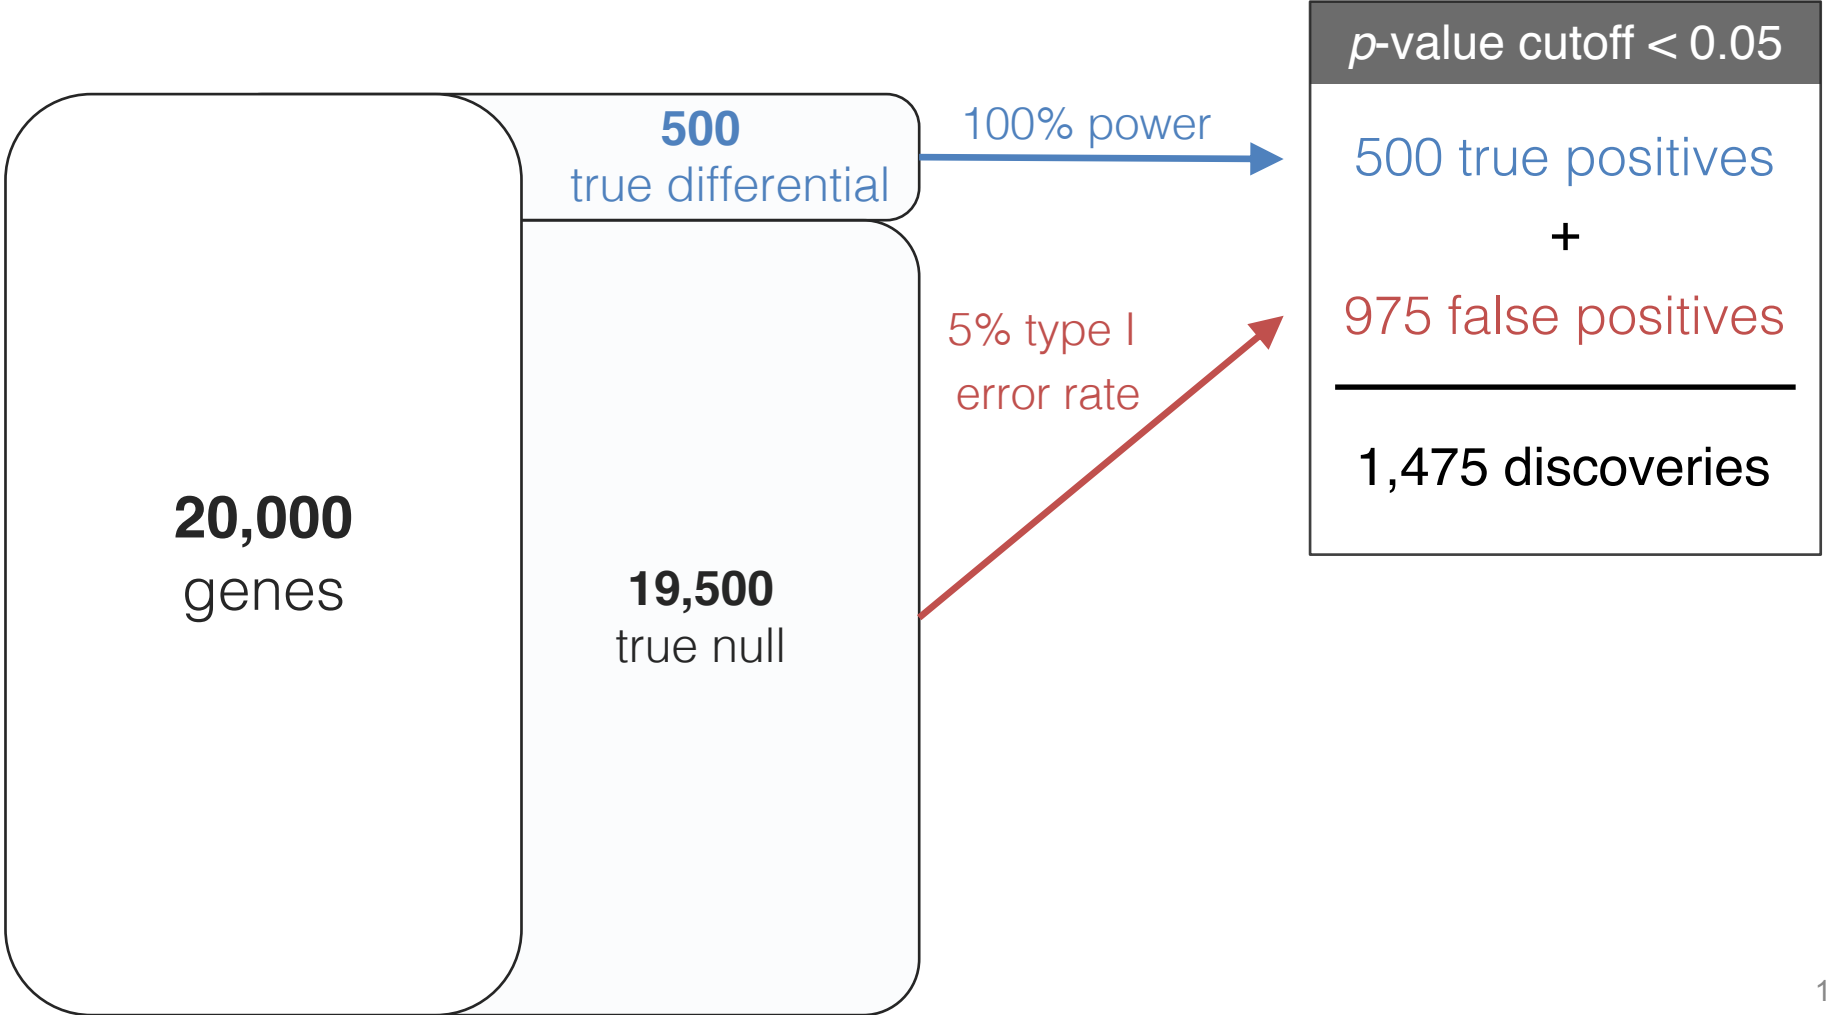 p-value cutoff < 0.05
500
true differential
100% power
500 true positives
+
975 false positives
5% type I
error rate
1,475 discoveries
20,000
genes
19,500
true null
1